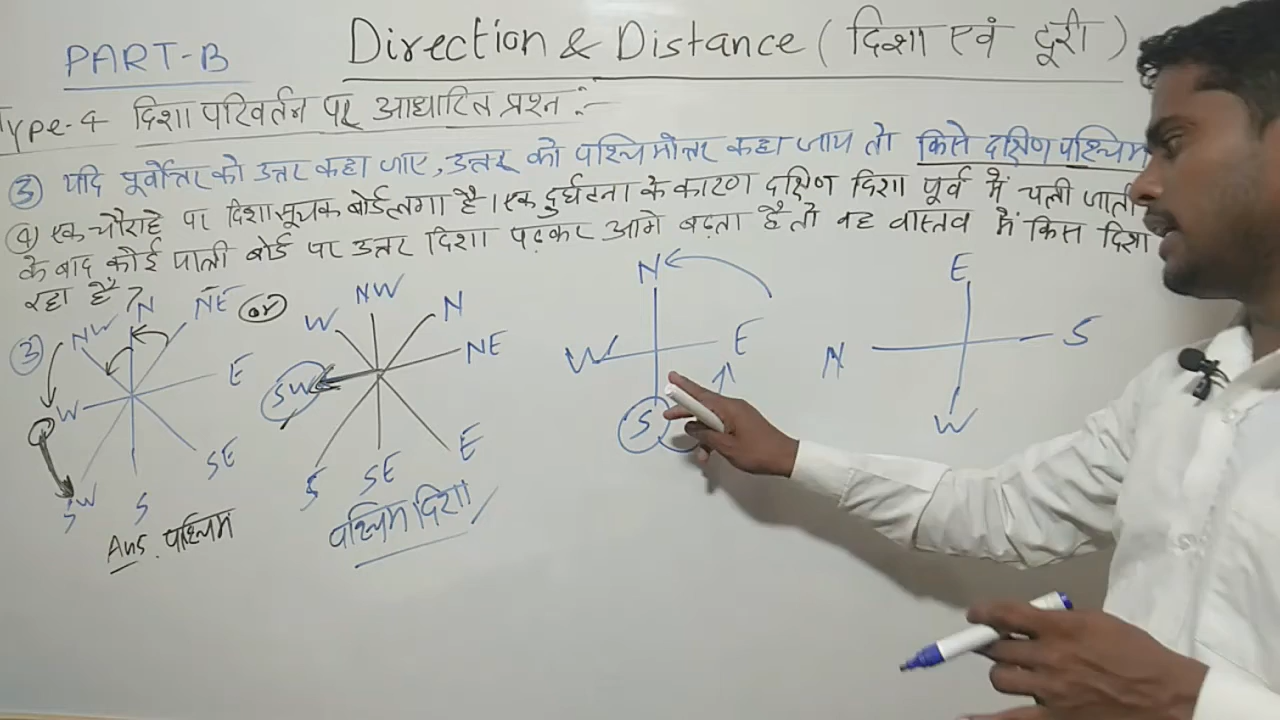 PART-B
Direction & Distance (दिशा एवं दूरी)
Type-4 दिशा परिवर्तन पर आधारित प्रश्न :-
③ यदि पूर्वोत्तर को उत्तर कहा जाए, उत्तर को पश्चिमोत्तर कहा जाय तो किसे दक्षिण पश्चिम
④ एक चौराहे पर दिशासूचक बोर्ड लगा है। एक दुर्घटना के कारण दक्षिण दिशा पूर्व में चली जाती
के बाद कोई यात्री बोर्ड पर उत्तर दिशा पढ़कर आगे बढ़ता है तो वह वास्तव में किस दिशा
रहा है?
③
N
NW
NE
E
W
SE
SW
S
Ans. पश्चिम
or
NW
W
N
NE
SW
E
S
SE
पश्चिम दिशा
N
W
E
S
E
N
S
W